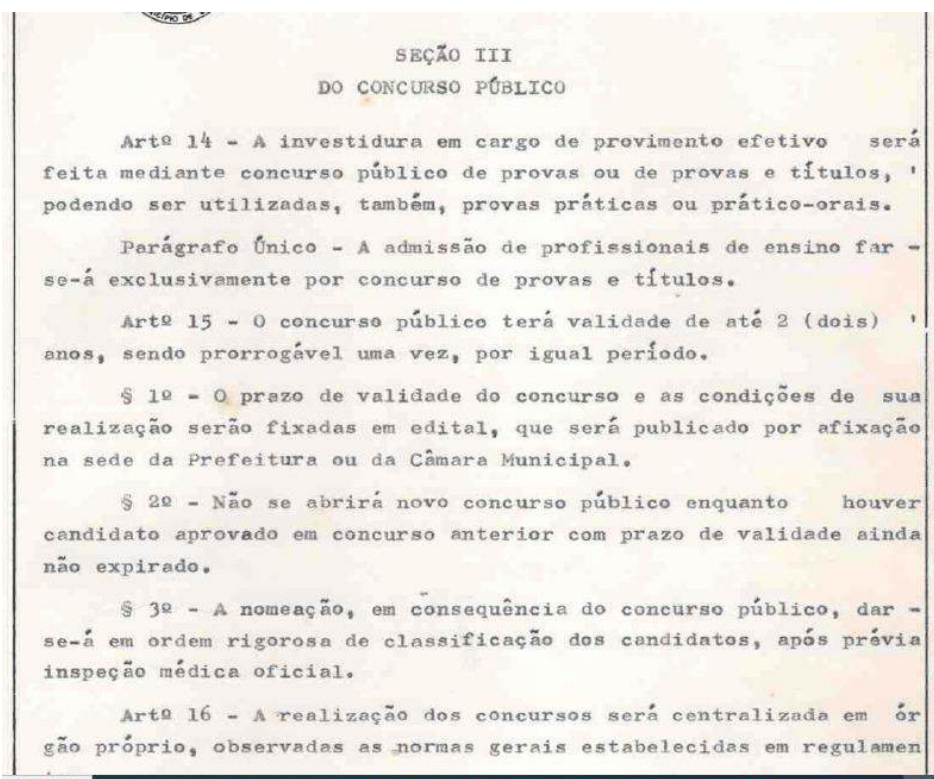 SEÇÃO III
DO CONCURSO PÚBLICO
Artº 14 - A investidura em cargo de provimento efetivo será
feita mediante concurso público de provas ou de provas e títulos, '
podendo ser utilizadas, também, provas práticas ou prático-orais.
Parágrafo Único - A admissão de profissionais de ensino far -
se-á exclusivamente por concurso de provas e títulos.
Artº 15 - O concurso público terá validade de até 2 (dois) '
anos, sendo prorrogável uma vez, por igual período.
§ 1º - O prazo de validade do concurso e as condições de sua
realização serão fixadas em edital, que será publicado por afixação
na sede da Prefeitura ou da Câmara Municipal.
§ 2º - Não se abrirá novo concurso público enquanto houver
candidato aprovado em concurso anterior com prazo de validade ainda
não expirado.
§ 3º - A nomeação, em consequência do concurso público, dar -
se-á em ordem rigorosa de classificação dos candidatos, após prévia
inspeção médica oficial.
Artº 16 - A realização dos concursos será centralizada em ór
gão próprio, observadas as normas gerais estabelecidas em regulamen